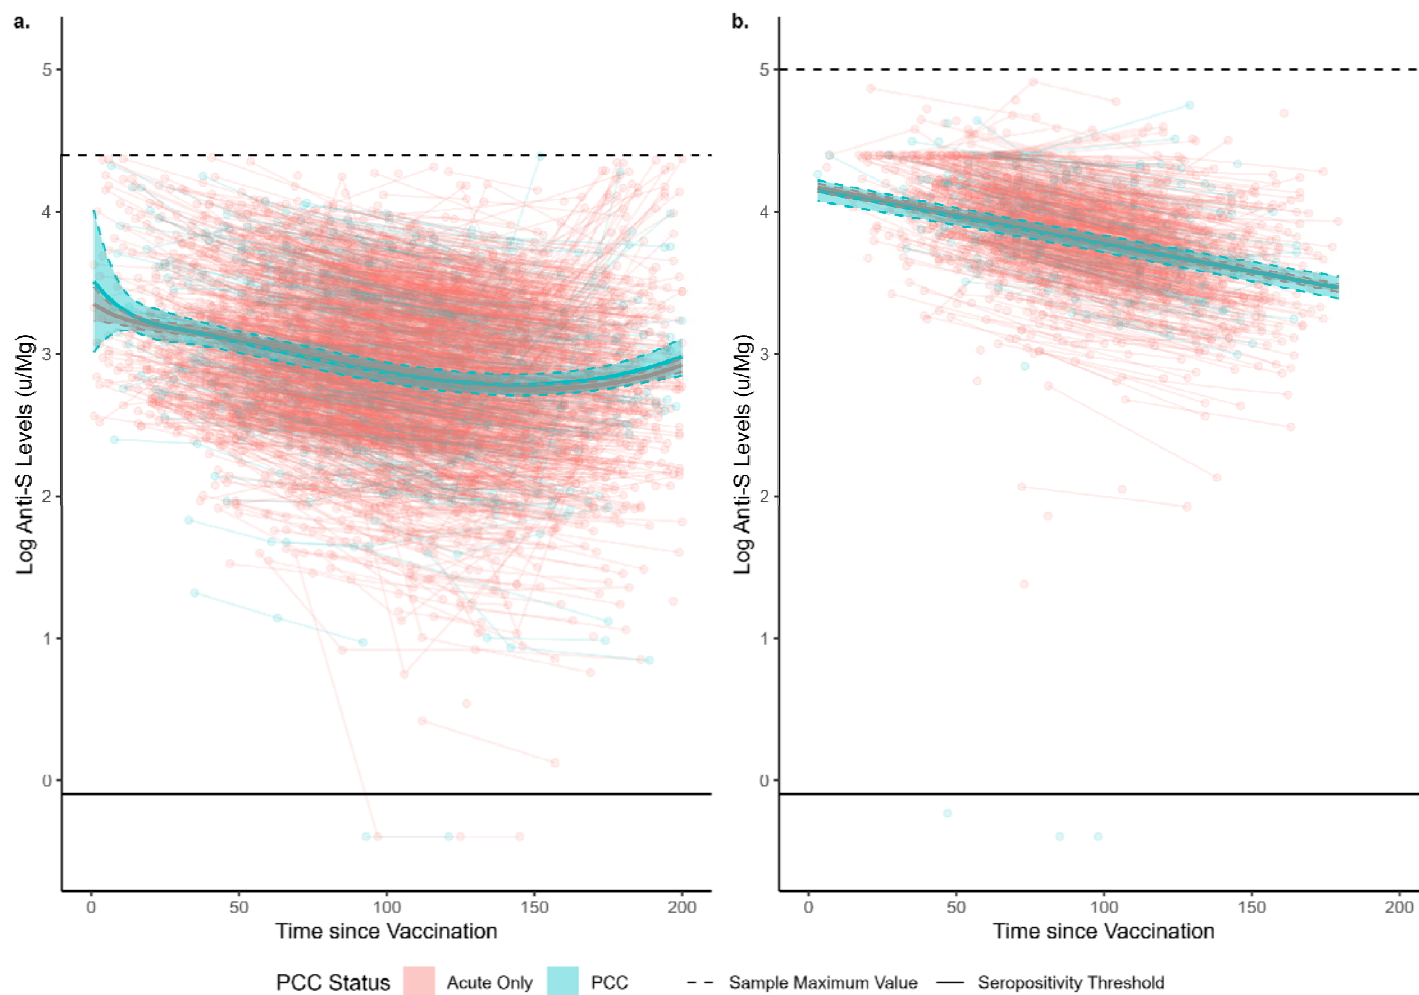 a.
b.
5
4
3
2
1
0
Log Anti-S Levels (u/Mg)
0 50 100 150 200
Time since Vaccination
5
4
3
2
1
0
Log Anti-S Levels (u/Mg)
0 50 100 150 200
Time since Vaccination
PCC Status Acute Only PCC Sample Maximum Value Seropositivity Threshold